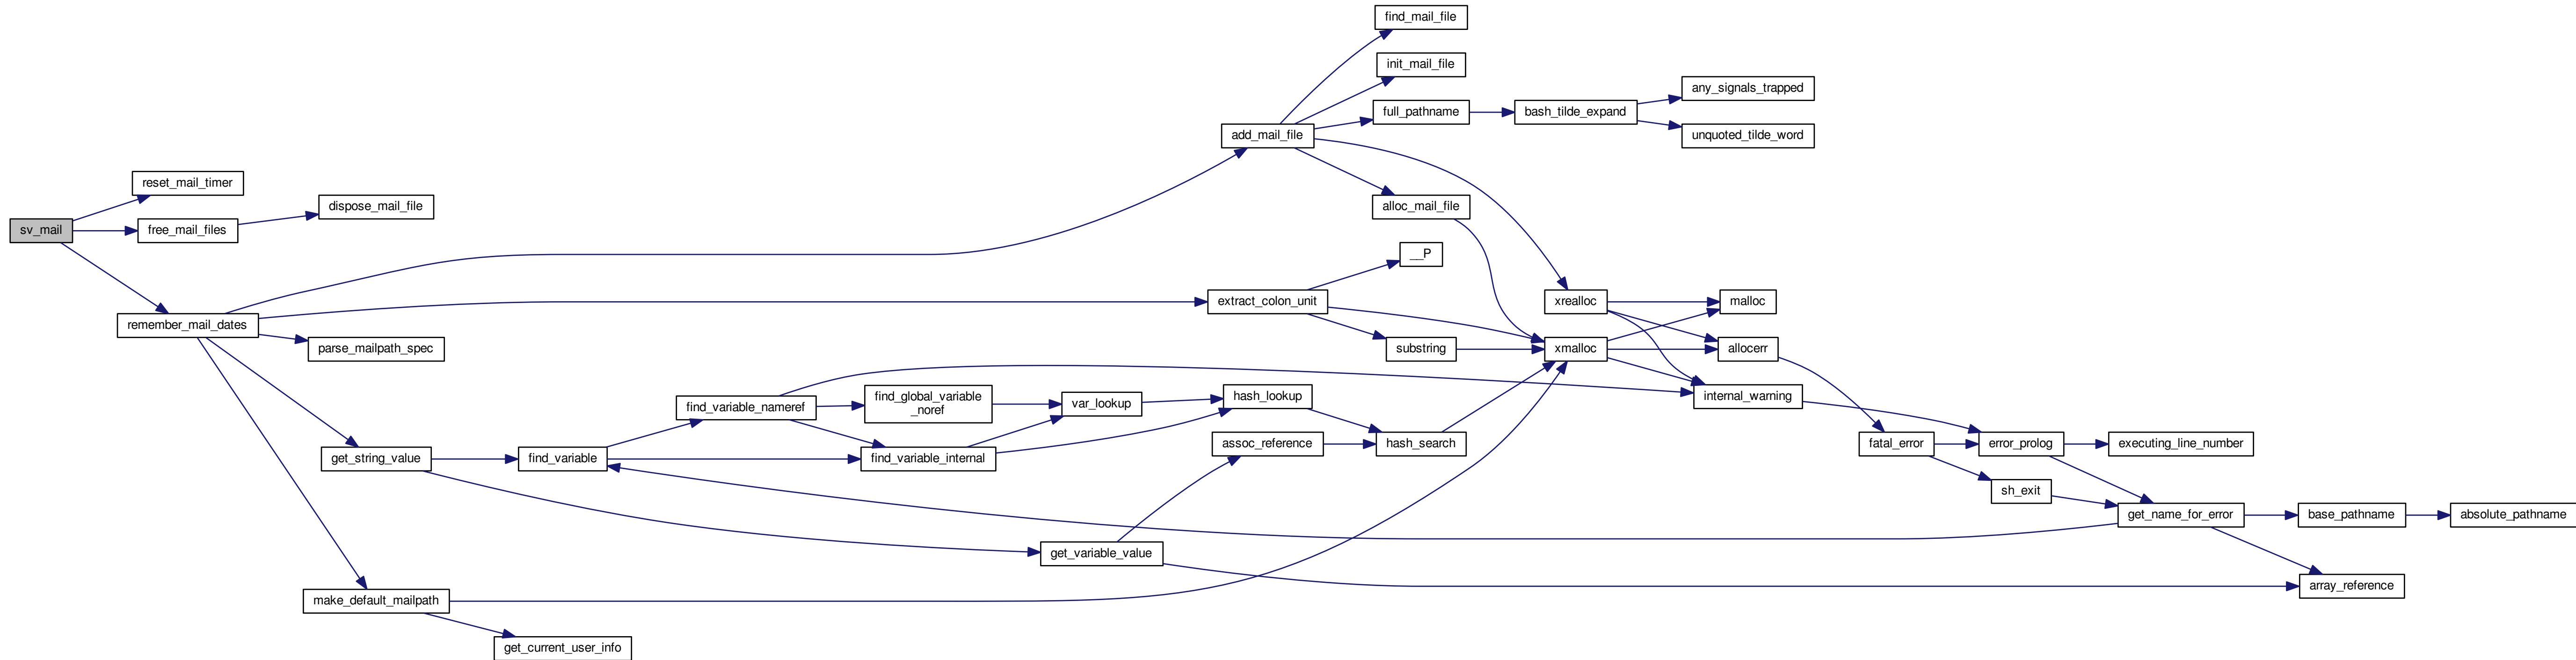 find_mail_file
init_mail_file
any_signals_trapped
full_pathname
bash_tilde_expand
add_mail_file
unquoted_tilde_word
reset_mail_timer
dispose_mail_file
alloc_mail_file
sv_mail
free_mail_files
__P
extract_colon_unit
xrealloc
malloc
remember_mail_dates
parse_mailpath_spec
substring
xmalloc
allocerr
find_variable_nameref
find_global_variable
_noref
var_lookup
hash_lookup
internal_warning
assoc_reference
hash_search
fatal_error
error_prolog
executing_line_number
get_string_value
find_variable
find_variable_internal
sh_exit
get_name_for_error
base_pathname
absolute_pathname
get_variable_value
array_reference
make_default_mailpath
get_current_user_info